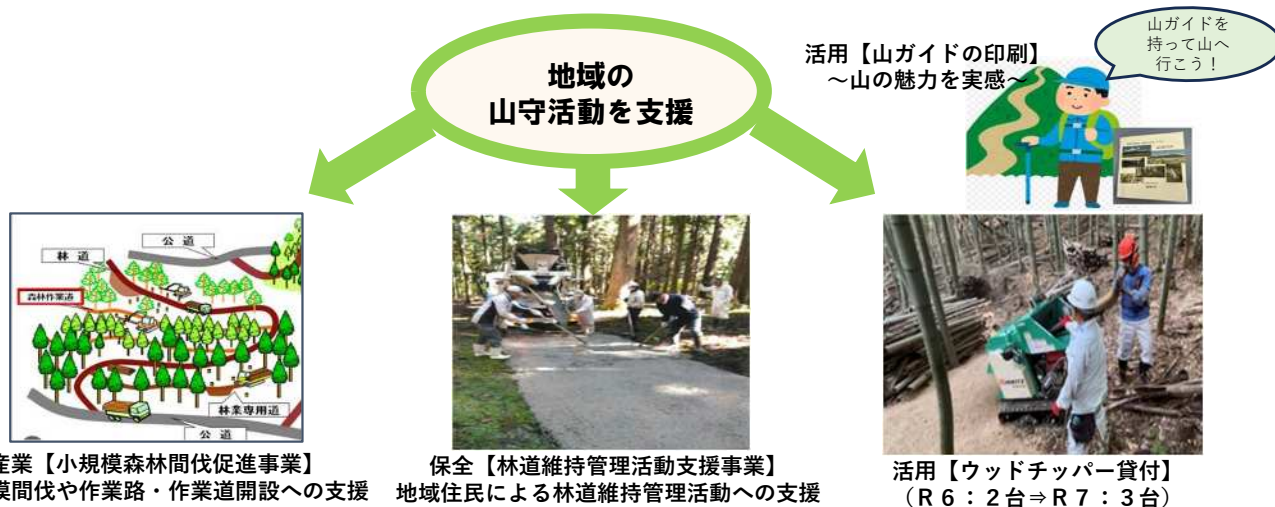 地域の
山守活動を支援
活用【山ガイドの印刷】
～山の魅力を実感～
山ガイドを
持って山へ
行こう！
公道
林道
森林作業道
林業専用道
公道
産業【小規模森林間伐促進事業】
模間伐や作業路・作業道開設への支援
保全【林道維持管理活動支援事業】
地域住民による林道維持管理活動への支援
活用【ウッドチッパー貸付】
（R６：２台⇒R７：３台）